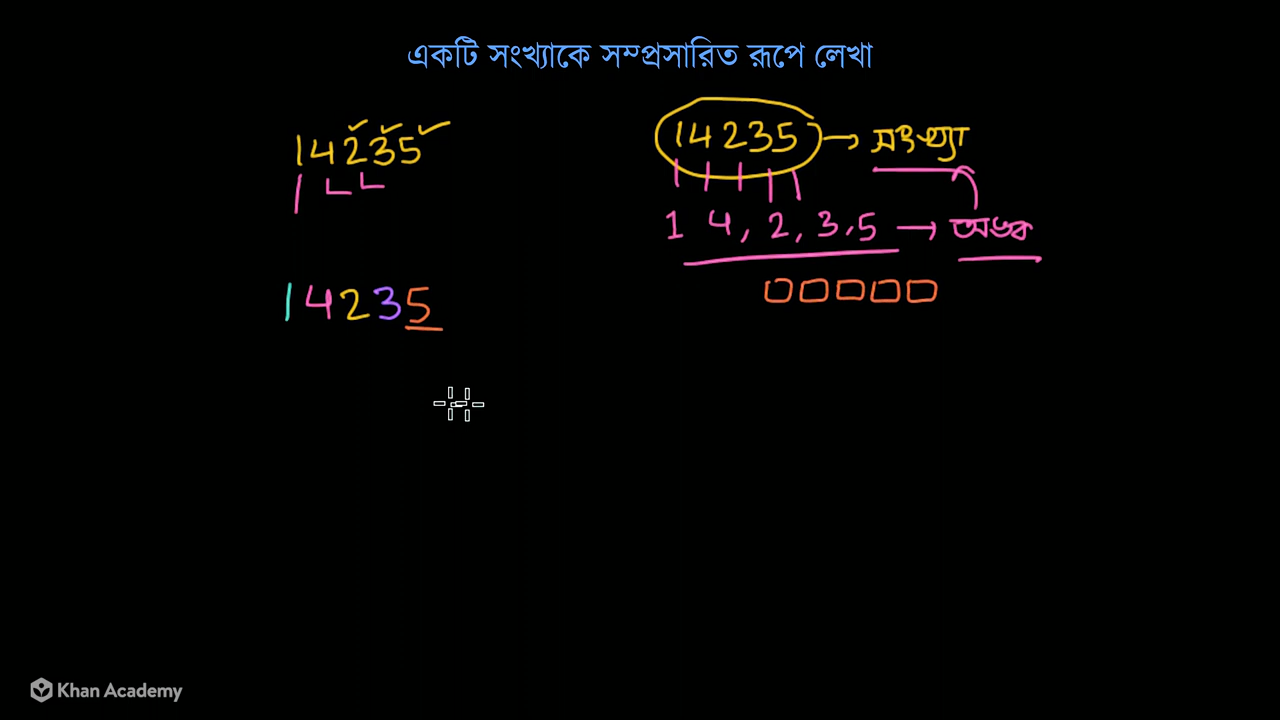 একটি সংখ্যাকে সম্প্রসারিত রূপে লেখা
14235
14235 → সংখ্যা
1 4, 2, 3, 5 → অঙ্ক
14235
Khan Academy